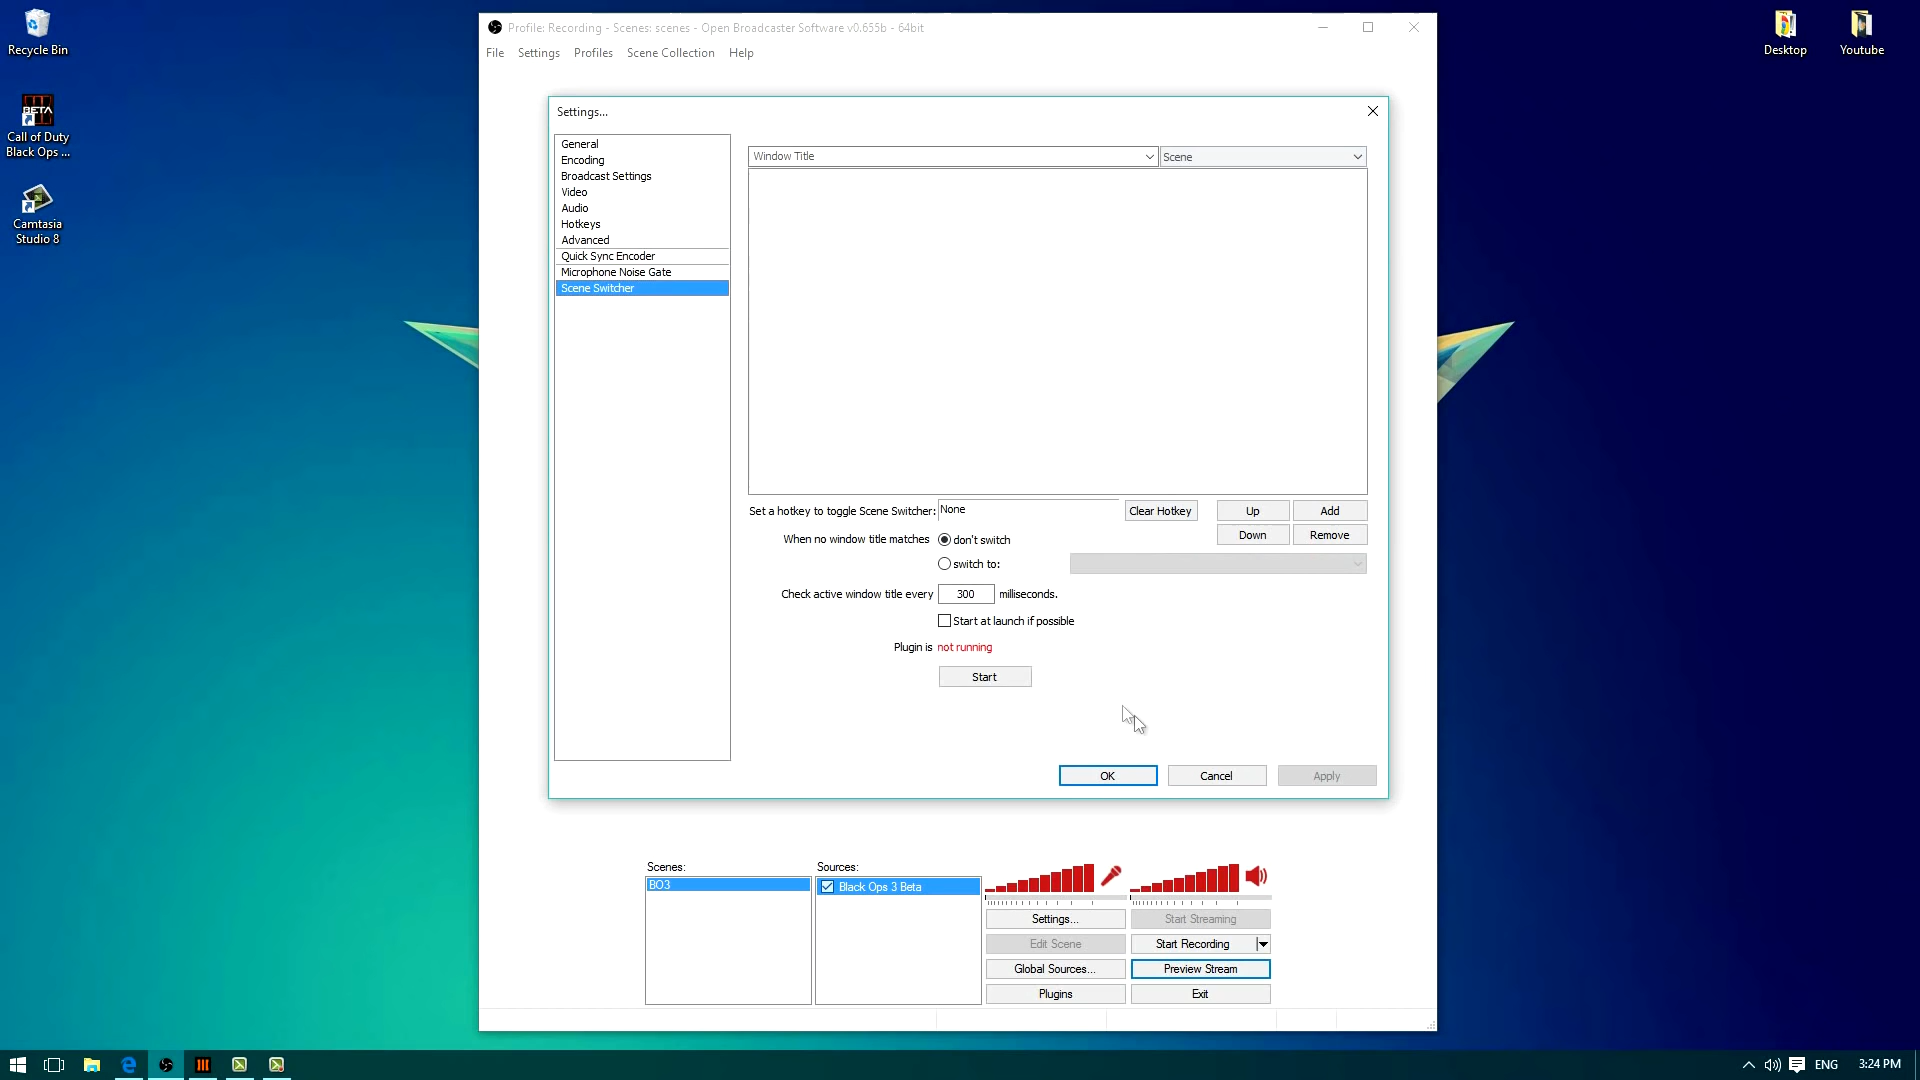 Recycle Bin
Call of Duty
Black Ops ...
Camtasia
Studio 8
Desktop
Youtube
Profile: Recording - Scenes: scenes - Open Broadcaster Software v0.655b - 64bit
File Settings Profiles Scene Collection Help
Settings...
General
Encoding
Broadcast Settings
Video
Audio
Hotkeys
Advanced
Quick Sync Encoder
Microphone Noise Gate
Scene Switcher
Window Title
Scene
Set a hotkey to toggle Scene Switcher: None Clear Hotkey Up Add
When no window title matches don't switch Down Remove
switch to:
Check active window title every 300 milliseconds.
Start at launch if possible
Plugin is not running
Start
OK Cancel Apply
Scenes: Sources:
BO3
Black Ops 3 Beta
Settings... Start Streaming
Edit Scene Start Recording
Global Sources... Preview Stream
Plugins Exit
BETA
ENG 3:24 PM